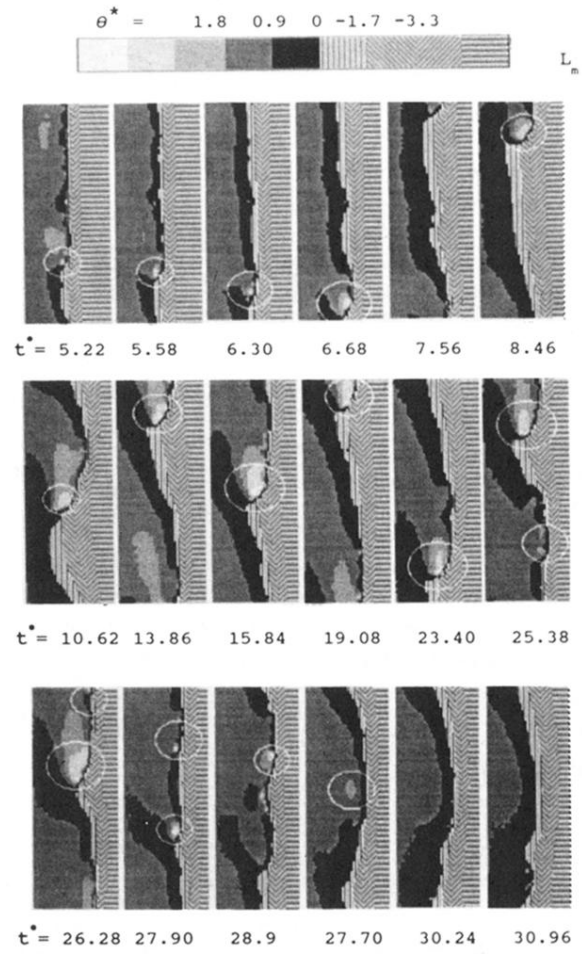 θ* = 1.8 0.9 0 -1.7 -3.3
Lm
t*= 5.22 5.58 6.30 6.68 7.56 8.46
t*= 10.62 13.86 15.84 19.08 23.40 25.38
t*= 26.28 27.90 28.9 27.70 30.24 30.96